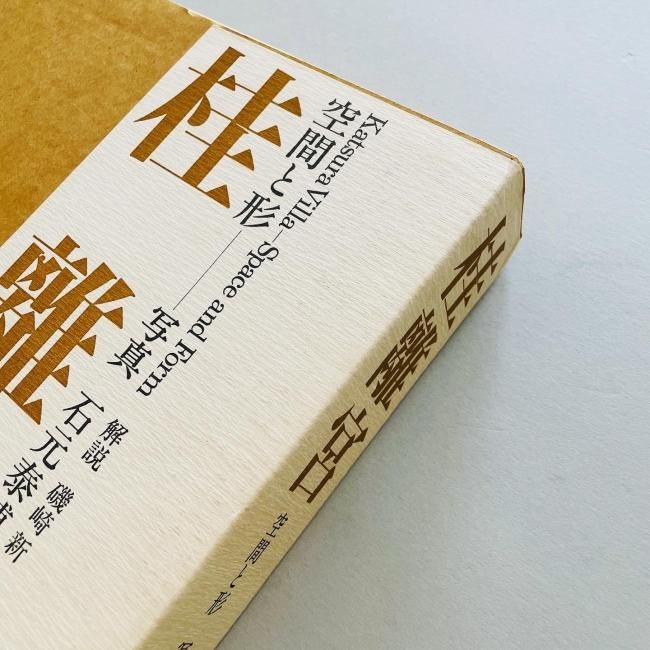 桂離
Katsura Villa–Space and Form
空間と形——写真
石元泰
解説
磯崎新
桂離宮
空間と形